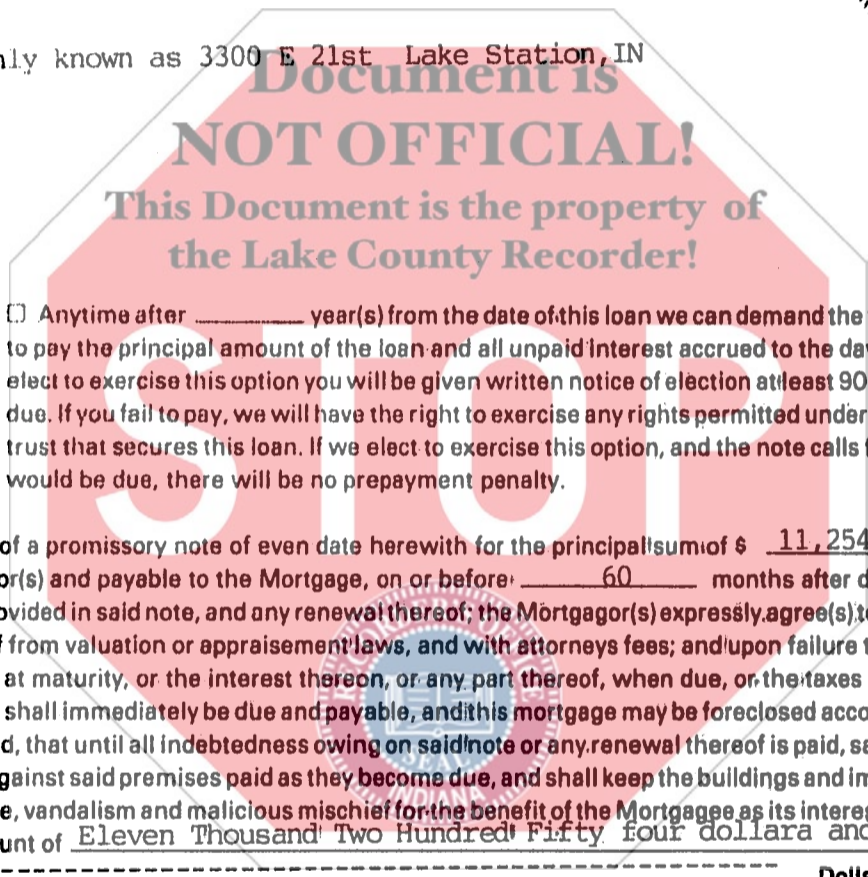 nly known as 3300 E 21st Lake Station, IN
Document is
NOT OFFICIAL!
This Document is the property of
the Lake County Recorder!
STOP
[] Anytime after ________ year(s) from the date of this loan we can demand the
to pay the principal amount of the loan and all unpaid interest accrued to the da
elect to exercise this option you will be given written notice of election at least 90
due. If you fail to pay, we will have the right to exercise any rights permitted under
trust that secures this loan. If we elect to exercise this option, and the note calls
would be due, there will be no prepayment penalty.
of a promissory note of even date herewith for the principal sum of $ 11,254
or(s) and payable to the Mortgage, on or before 60 months after d
ovided in said note, and any renewal thereof; the Mortgagor(s) expressly agree(s) to
from valuation or appraisement laws, and with attorneys fees; and upon failure
at maturity, or the interest thereon, or any part thereof, when due, or the taxes
shall immediately be due and payable, and this mortgage may be foreclosed acco
d, that until all indebtedness owing on said note or any renewal thereof is paid, sa
gainst said premises paid as they become due, and shall keep the buildings and im
e, vandalism and malicious mischief for the benefit of the Mortgagee as its interes
unt of Eleven Thousand Two Hundred Fifty four dollara and
Dolla
RECORDER OF THE
SEAL
INDIANA